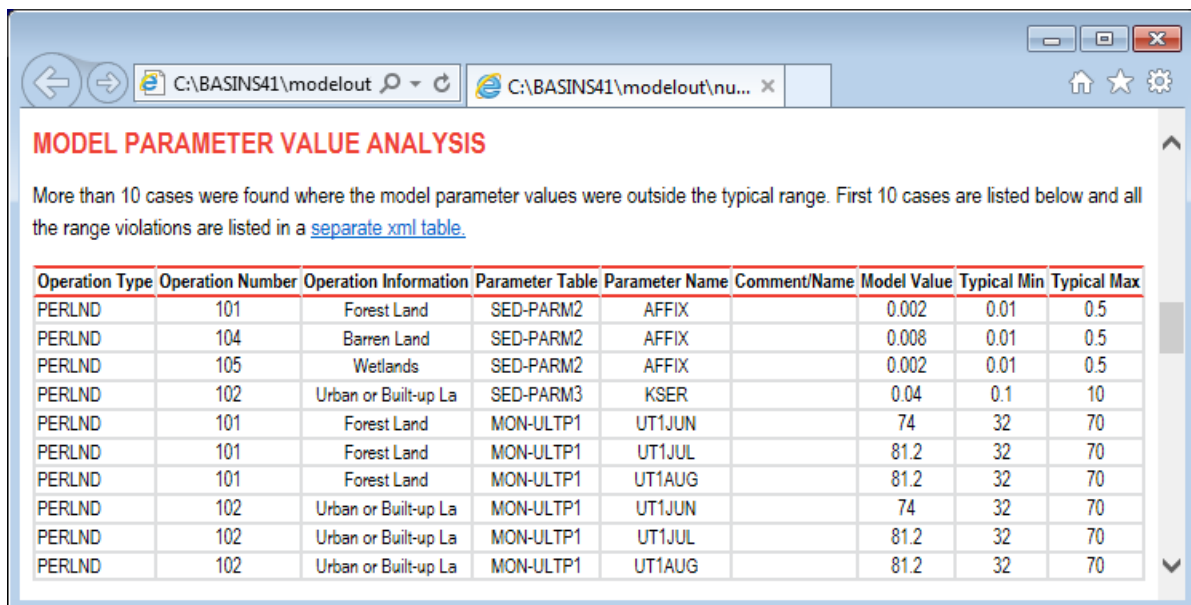 C:\BASINS41\modelout
C:\BASINS41\modelout\nu...
MODEL PARAMETER VALUE ANALYSIS
More than 10 cases were found where the model parameter values were outside the typical range. First 10 cases are listed below and all
the range violations are listed in a separate xml table.
Operation Type Operation Number Operation Information Parameter Table Parameter Name Comment/Name Model Value Typical Min Typical Max
PERLND 101 Forest Land SED-PARM2 AFFIX 0.002 0.01 0.5
PERLND 104 Barren Land SED-PARM2 AFFIX 0.008 0.01 0.5
PERLND 105 Wetlands SED-PARM2 AFFIX 0.002 0.01 0.5
PERLND 102 Urban or Built-up La SED-PARM3 KSER 0.04 0.1 10
PERLND 101 Forest Land MON-ULTP1 UT1JUN 74 32 70
PERLND 101 Forest Land MON-ULTP1 UT1JUL 81.2 32 70
PERLND 101 Forest Land MON-ULTP1 UT1AUG 81.2 32 70
PERLND 102 Urban or Built-up La MON-ULTP1 UT1JUN 74 32 70
PERLND 102 Urban or Built-up La MON-ULTP1 UT1JUL 81.2 32 70
PERLND 102 Urban or Built-up La MON-ULTP1 UT1AUG 81.2 32 70